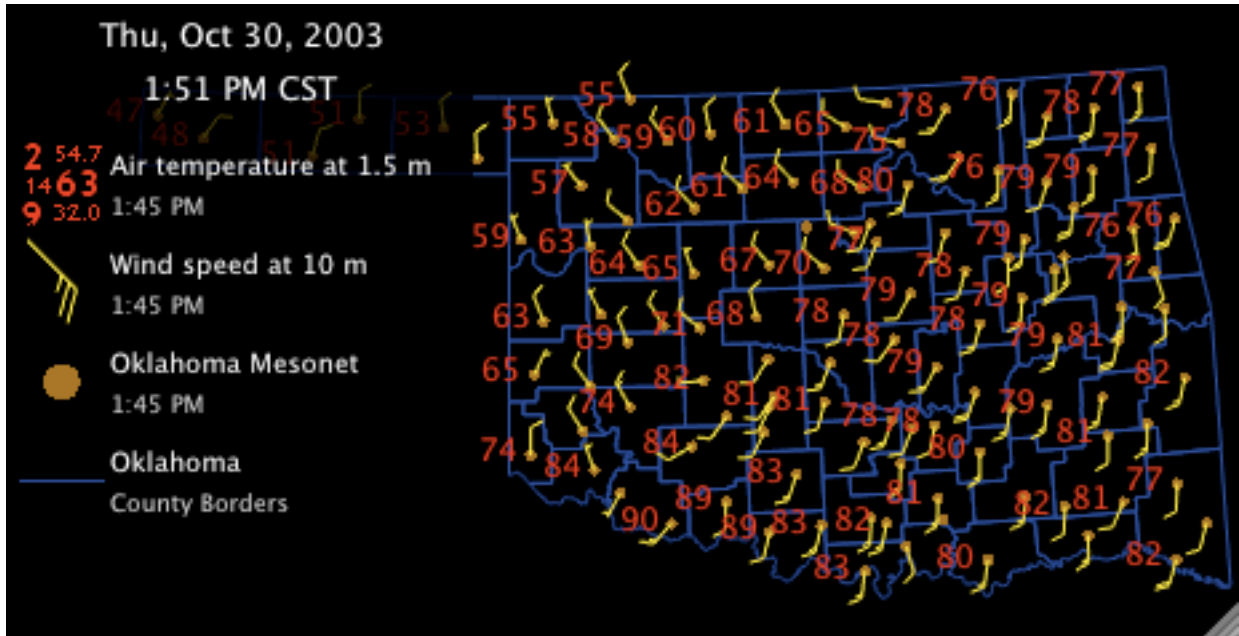 Thu, Oct 30, 2003
1:51 PM CST
2 54.7
14 63
9 32.0
Air temperature at 1.5 m
1:45 PM
Wind speed at 10 m
1:45 PM
Oklahoma Mesonet
1:45 PM
Oklahoma
County Borders
47 48 51 51 53
55 55 58 59 60 61 65 75 78 76 78 77
57 62 61 64 68 80 76 79 79 77
59 63 64 65 67 70 77 78 79 76 76 77
63 69 71 68 78 78 79 78 79 79 81
65 74 82 81 81 79 79 82
74 84 84 83 78 78 80 81 77
90 89 89 83 82 81 82 81
83 80 82